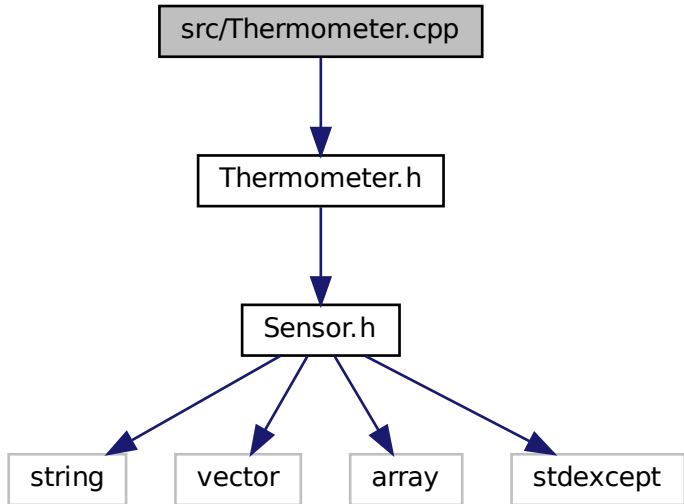 src/Thermometer.cpp
Thermometer.h
Sensor.h
string
vector
array
stdexcept